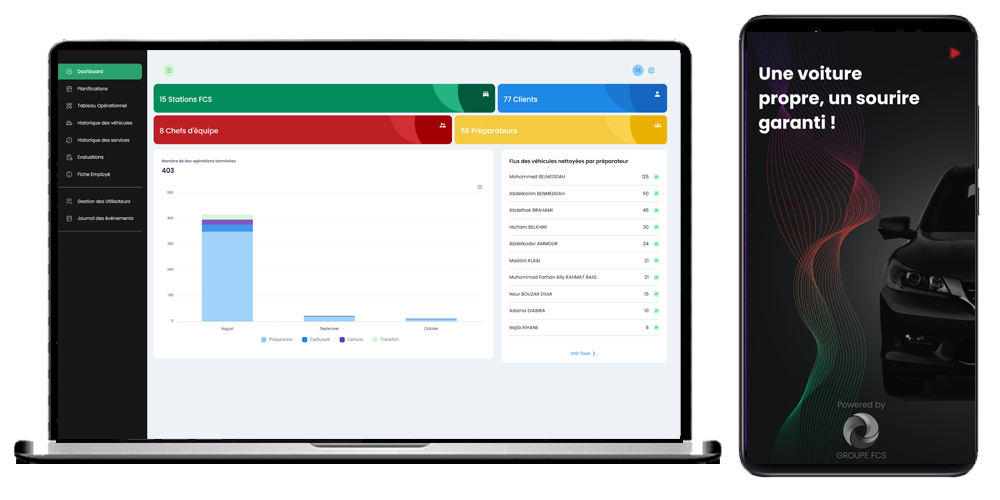 Dashboard
Planifications
Tableau Opérationnel
Historique des véhicules
Historique des services
Evaluations
Fiche Employé
Gestion des Utilisateurs
Journal des événements
M
15 Stations FCS
77 Clients
8 Chefs d'équipe
56 Préparateurs
Nombre de des opérations terminées
403
500
400
300
200
100
0
August
September
October
Préparation
Carburant
Camion
Transfert
Flux des véhicules nettoyées par préparateur
Mohammed BELMEDDAH 125
Abdelkarim BENMEDDAH 50
Abdelhak BRAHAMI 46
Hicham BELKHIRI 30
Abdelkader AMMOUR 24
Madani KLAAI 21
Muhammad Farhan Ally RAHMAT BAIG 21
Nour BOUZAR DILMI 15
Adama DIABIRA 10
Najib RIHANE 8
Voir Tous
Une voiture
propre, un sourire
garanti !
Powered by
GROUPE FCS